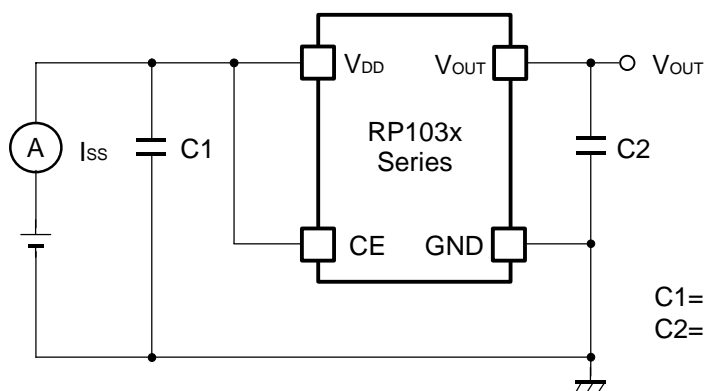 VDD
VOUT
VOUT
RP103x
Series
A
ISS
C1
C2
CE
GND
C1=
C2=